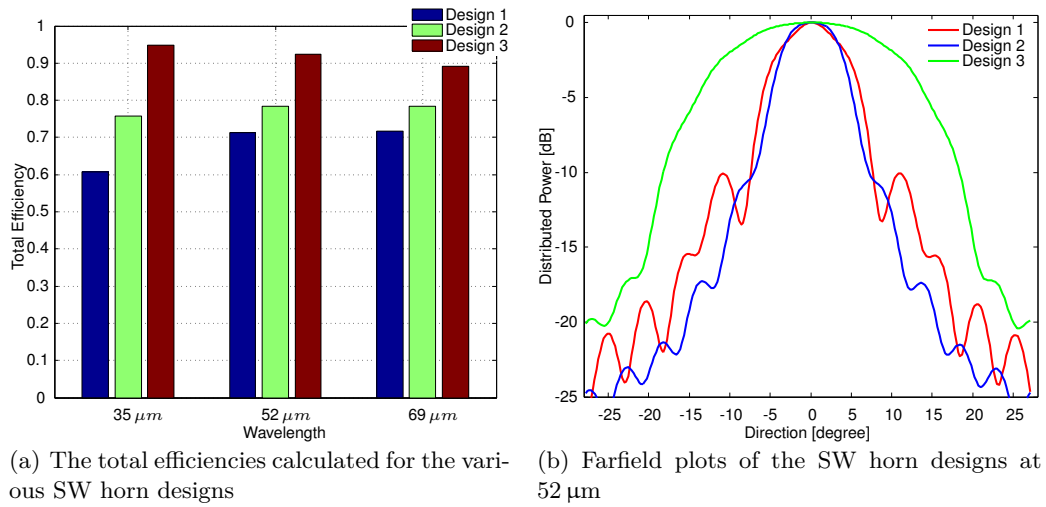 Design 1
Design 2
Design 3
1
0.9
0.8
0.7
0.6
0.5
0.4
0.3
0.2
0.1
0
Total Efficiency
35 μm 52 μm 69 μm
Wavelength
(a) The total efficiencies calculated for the vari-
ous SW horn designs
Design 1
Design 2
Design 3
0
-5
-10
-15
-20
-25
Distributed Power [dB]
-25 -20 -15 -10 -5 0 5 10 15 20 25
Direction [degree]
(b) Farfield plots of the SW horn designs at
52 μm